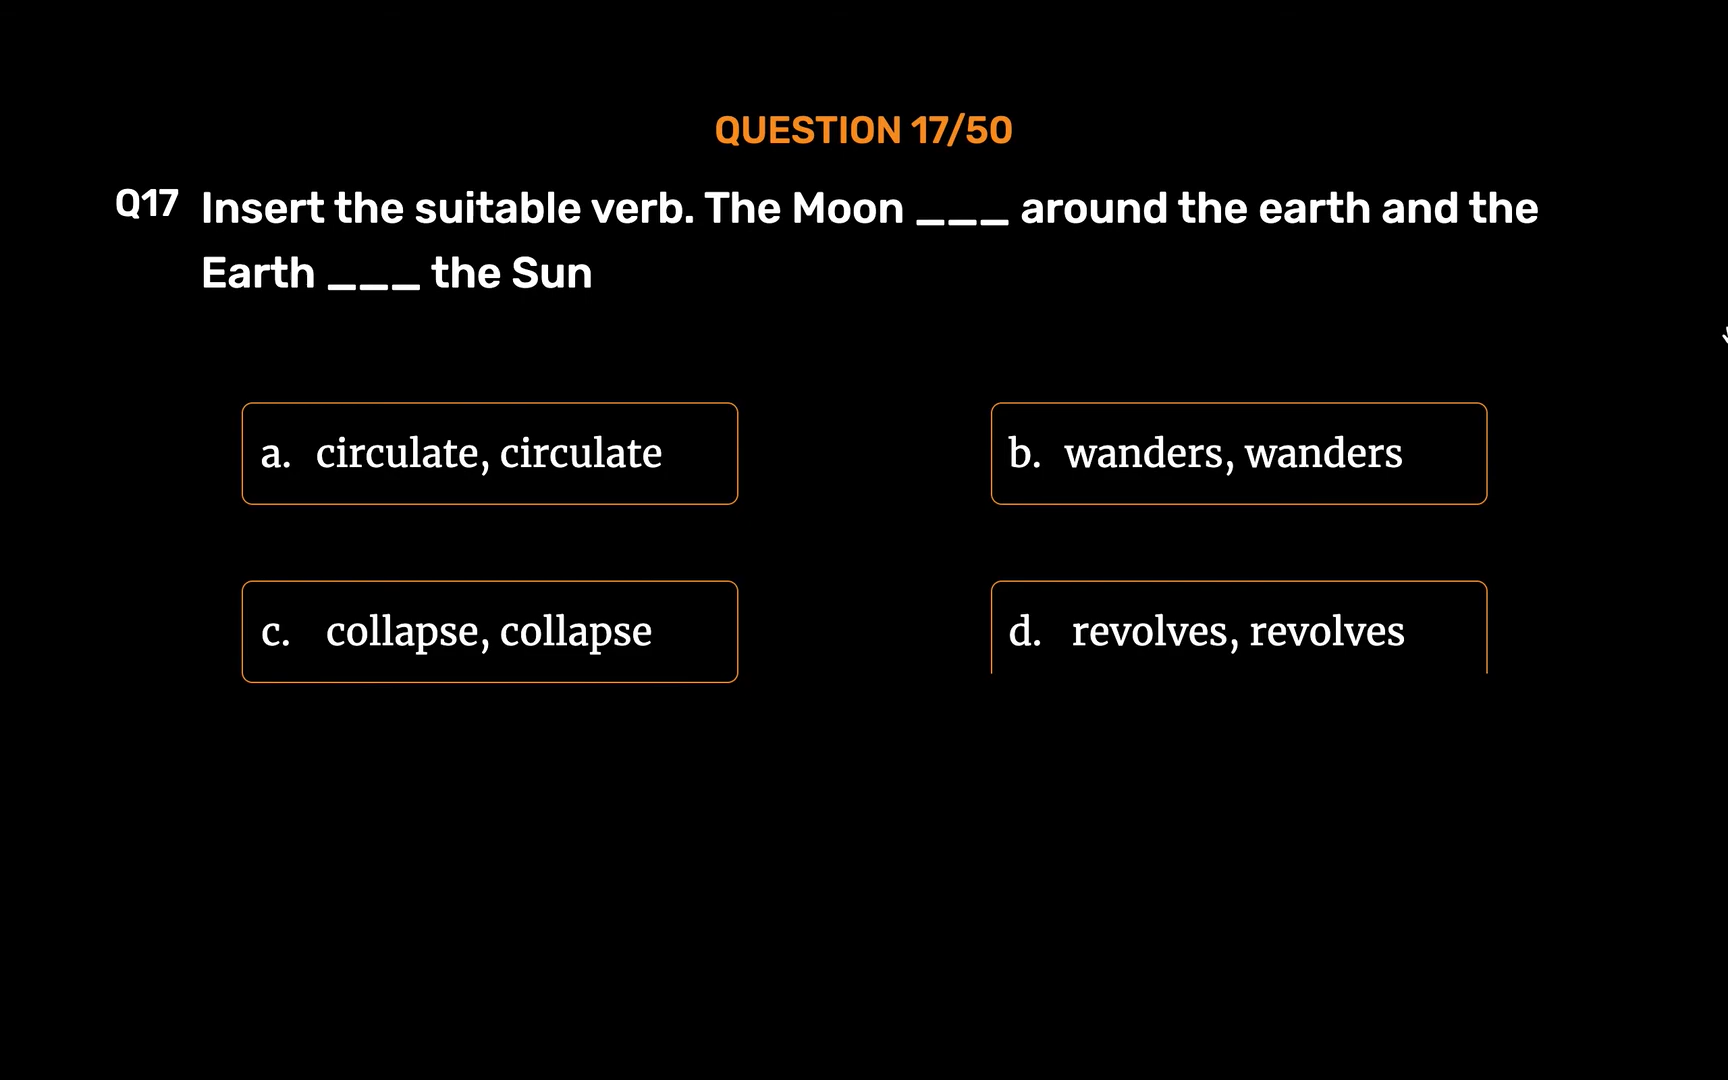 QUESTION 17/50
Q17 Insert the suitable verb. The Moon ___ around the earth and the
Earth ___ the Sun
a. circulate, circulate
b. wanders, wanders
c. collapse, collapse
d. revolves, revolves